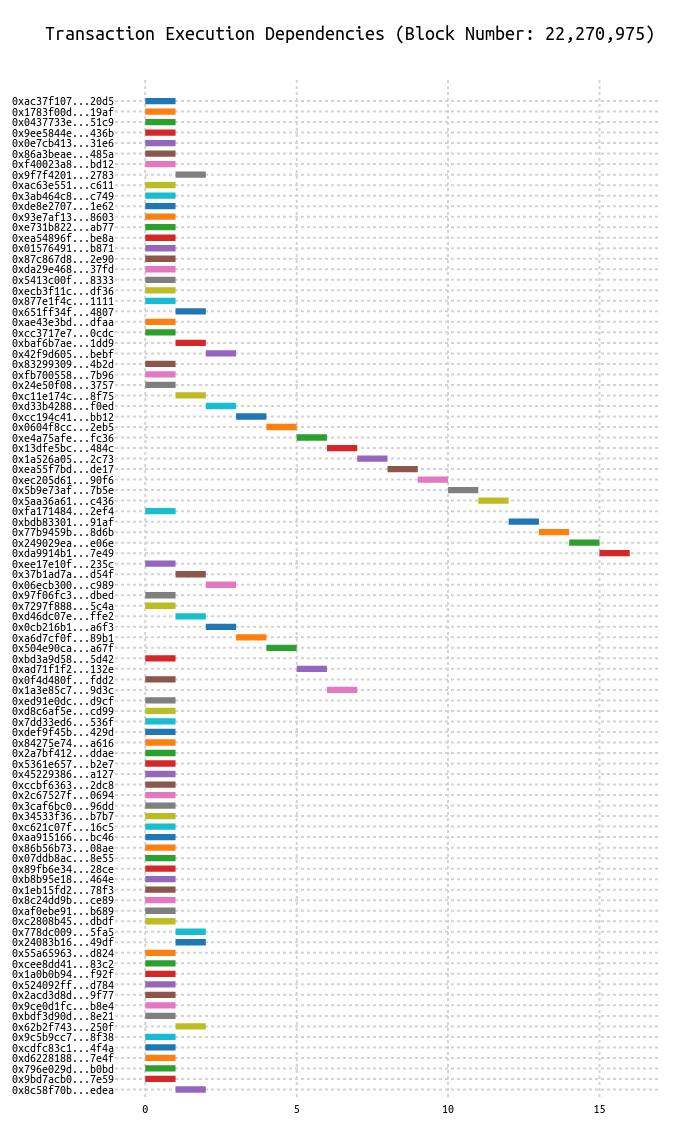 Transaction Execution Dependencies (Block Number: 22,270,975)
0xac37f107...20d5
0x1783f00d...19af
0x0437733e...51c9
0x9ee5844e...436b
0x0e7cb413...31e6
0x86a3beae...485a
0xf40023a8...bd12
0x9f7f4201...2783
0xac63e551...c611
0x3ab464c8...c749
0xde8e2707...1e62
0x93e7af13...8603
0xe731b822...ab77
0xea54896f...be8a
0x01576491...b871
0x87c867d8...2e90
0xda29e468...37fd
0x5413c00f...8333
0xecb3f11c...df36
0x877e1f4c...1111
0x651ff34f...4807
0xae43e3bd...dfaa
0xcc3717e7...0cdc
0xbaf6b7ae...1dd9
0x42f9d605...bebf
0x83299309...4b2d
0xfb700558...7b96
0x24e50f08...3757
0xc11e174c...8f75
0xd33b4288...f0ed
0xcc194c41...bb12
0x0604f8cc...2eb5
0xe4a75afe...fc36
0x13dfe5bc...484c
0x1a526a05...2c73
0xea55f7bd...de17
0xec205d61...90f6
0x5b9e73af...7b5e
0x5aa36a61...c436
0xfa171484...2ef4
0xbdb83301...91af
0x77b9459b...8d6b
0x249029ea...e06e
0xda9914b1...7e49
0xee17e10f...235c
0x37b1ad7a...d54f
0x06ecb300...c989
0x97f06fc3...dbed
0x7297f888...5c4a
0xd46dc07e...ffe2
0x0cb216b1...a6f3
0xa6d7cf0f...89b1
0x504e90ca...a67f
0xbd3a9d58...5d42
0xad71f1f2...132e
0x0f4d480f...fdd2
0x1a3e85c7...9d3c
0xed91e0dc...d9cf
0xd8c6af5e...cd99
0x7dd33ed6...536f
0xdef9f45b...429d
0x84275e74...a616
0x2a7bf412...ddae
0x5361e657...b2e7
0x45229386...a127
0xccbf6363...2dc8
0x2c67527f...0694
0x3caf6bc0...96dd
0x34533f36...b7b7
0xc621c07f...16c5
0xaa915166...bc46
0x86b56b73...08ae
0x07ddb8ac...8e55
0x89fb6e34...28ce
0xb8b95e18...464e
0x1eb15fd2...78f3
0x8c24dd9b...ce89
0xaf0ebe91...b689
0xc2808b45...dbdf
0x778dc009...5fa5
0x24083b16...49df
0x55a65963...d824
0xcee8dd41...83c2
0x1a0b0b94...f92f
0x524092ff...d784
0x2acd3d8d...9f77
0x9ce0d1fc...b8e4
0xbdf3d90d...8e21
0x62b2f743...250f
0x9c5b9cc7...8f38
0xcdfc83c1...4f4a
0xd6228188...7e4f
0x796e029d...b0bd
0x9bd7acb0...7e59
0x8c58f70b...edea
0 5 10 15